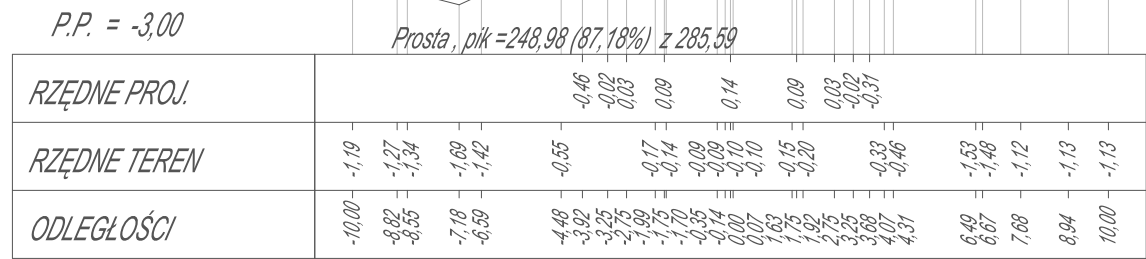 P.P. = -3,00
Prosta , pik =248,98 (87,18%) z 285,59
RZĘDNE PROJ. -0,46 -0,02 0,03 0,09 0,14 0,09 0,03 -0,02 -0,31
RZĘDNE TEREN -1,19 -1,27 -1,34 -1,69 -1,42 -0,55 -0,17 -0,14 -0,09 -0,09 -0,10 -0,10 -0,15 -0,20 -0,33 -0,46 -1,53 -1,48 -1,12 -1,13 -1,13
ODLEGŁOŚCI -10,00 -8,82 -8,55 -7,18 -6,59 -4,48 -3,92 -3,25 -2,75 -1,99 -1,75 -1,70 -0,35 -0,14 0,00 0,07 1,63 1,75 1,92 2,75 3,25 3,68 4,07 4,31 6,49 6,67 7,68 8,94 10,00